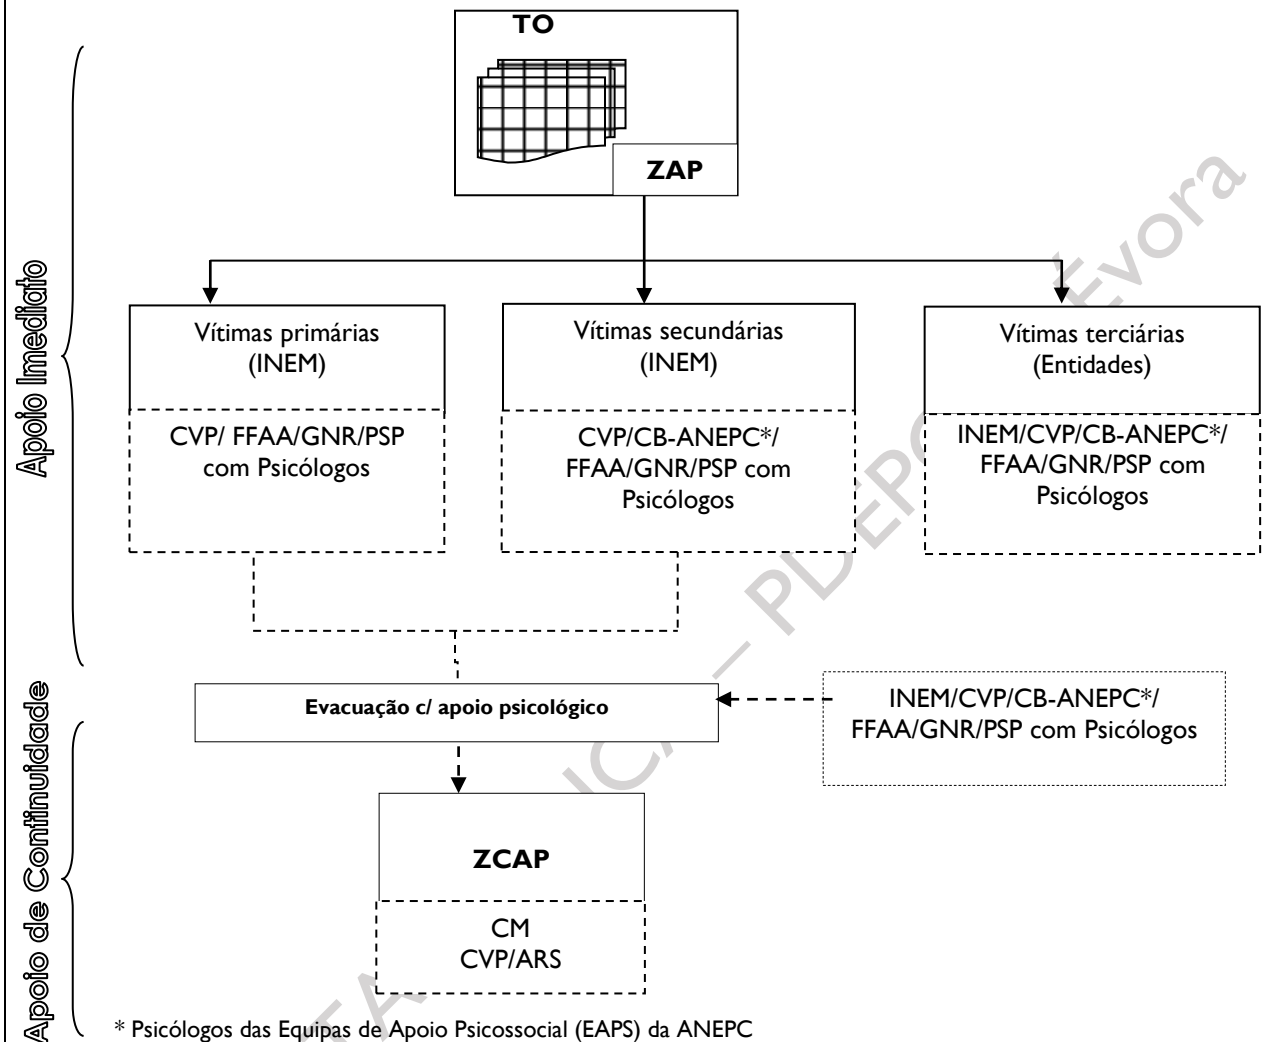 TO
ZAP
Apoio Imediato
Vítimas primárias
(INEM)
CVP/ FFAA/GNR/PSP
com Psicólogos
Vítimas secundárias
(INEM)
CVP/CB-ANEPC*/
FFAA/GNR/PSP com
Psicólogos
Vítimas terciárias
(Entidades)
INEM/CVP/CB-ANEPC*/
FFAA/GNR/PSP com
Psicólogos
Evacuação c/ apoio psicológico
INEM/CVP/CB-ANEPC*/
FFAA/GNR/PSP com Psicólogos
Apoio de Continuidade
ZCAP
CM
CVP/ARS
* Psicólogos das Equipas de Apoio Psicossocial (EAPS) da ANEPC
Évora